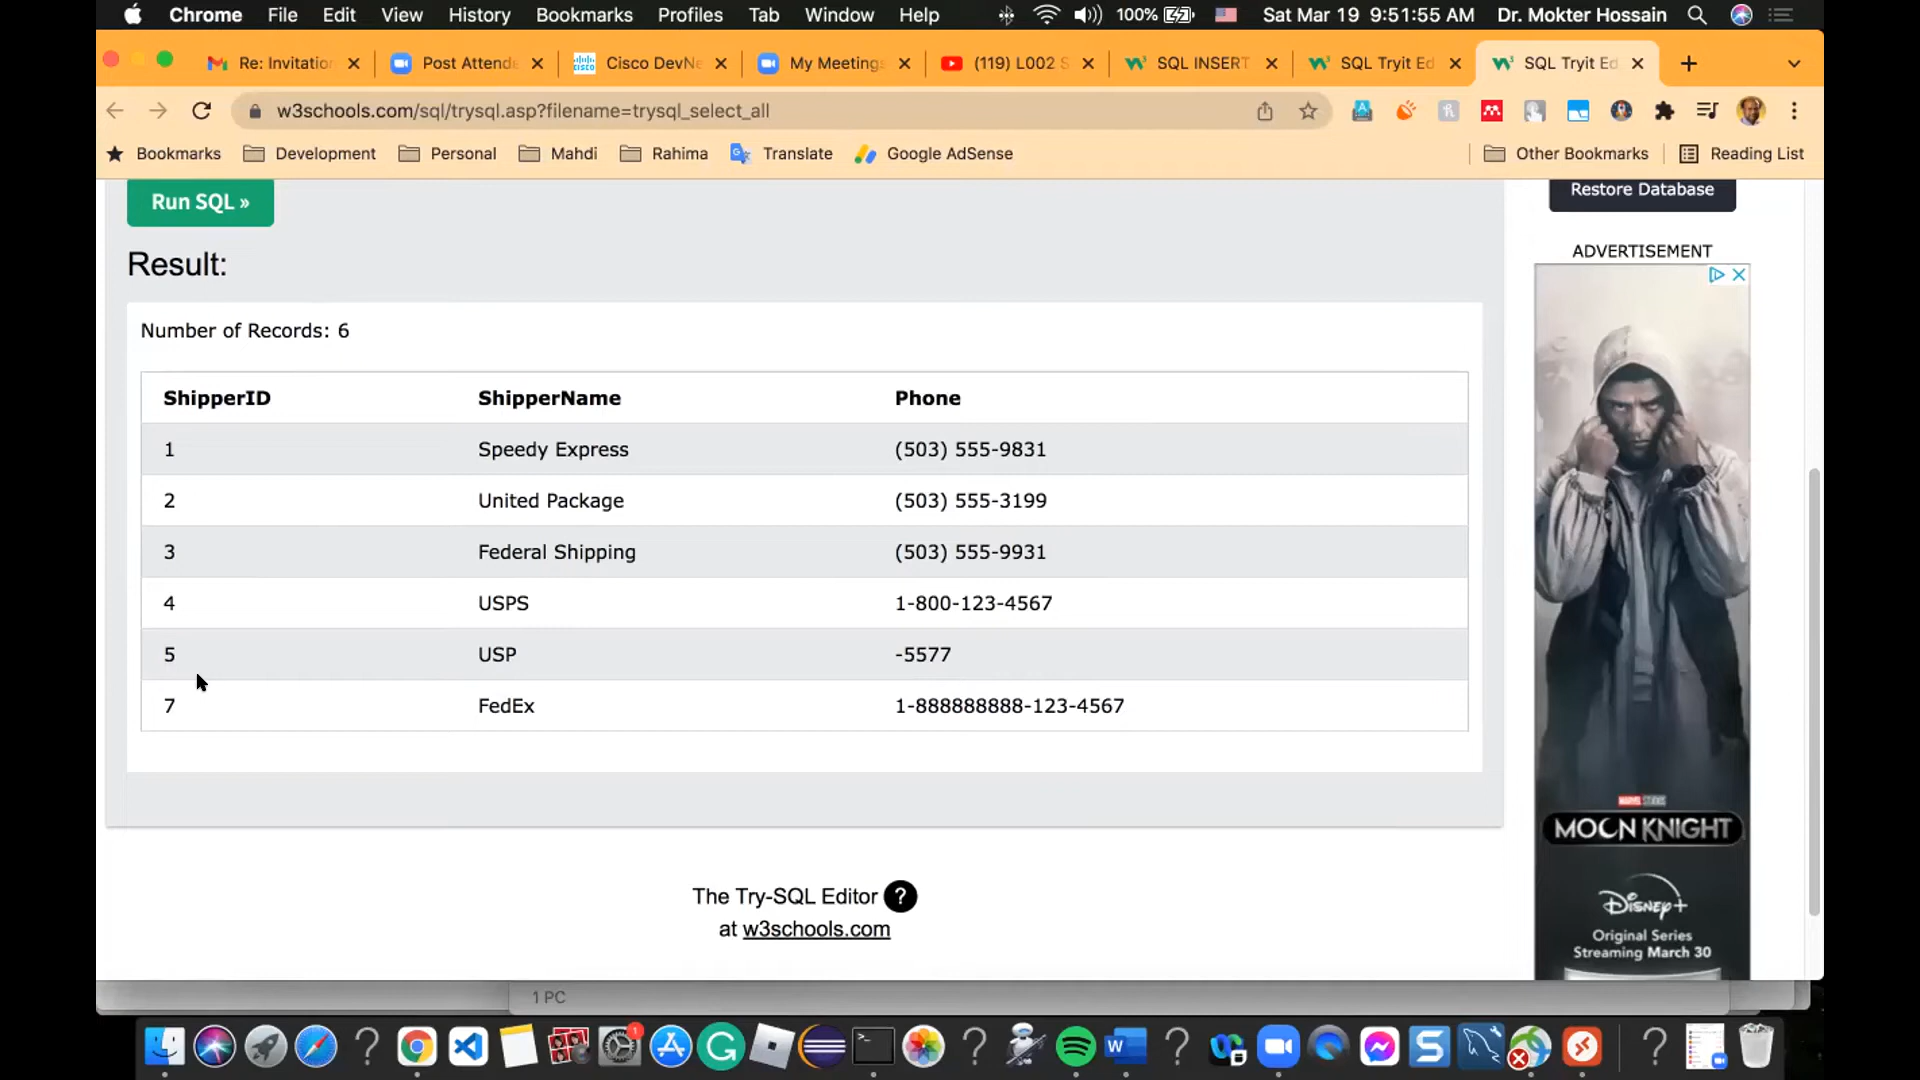 Chrome File Edit View History Bookmarks Profiles Tab Window Help 100% Sat Mar 19 9:51:55 AM Dr. Mokter Hossain
Re: Invitation Post Attende Cisco DevNe My Meetings (119) L002 S SQL INSERT SQL Tryit Ed SQL Tryit Ed
w3schools.com/sql/trysql.asp?filename=trysql_select_all
Bookmarks Development Personal Mahdi Rahima Translate Google AdSense Other Bookmarks Reading List
Run SQL »
Restore Database
Result:
ADVERTISEMENT
Number of Records: 6
ShipperID ShipperName Phone
1 Speedy Express (503) 555-9831
2 United Package (503) 555-3199
3 Federal Shipping (503) 555-9931
4 USPS 1-800-123-4567
5 USP -5577
7 FedEx 1-888888888-123-4567
MARVEL STUDIOS
MOON KNIGHT
Disney+
Original Series
Streaming March 30
The Try-SQL Editor ?
at w3schools.com
1 PC